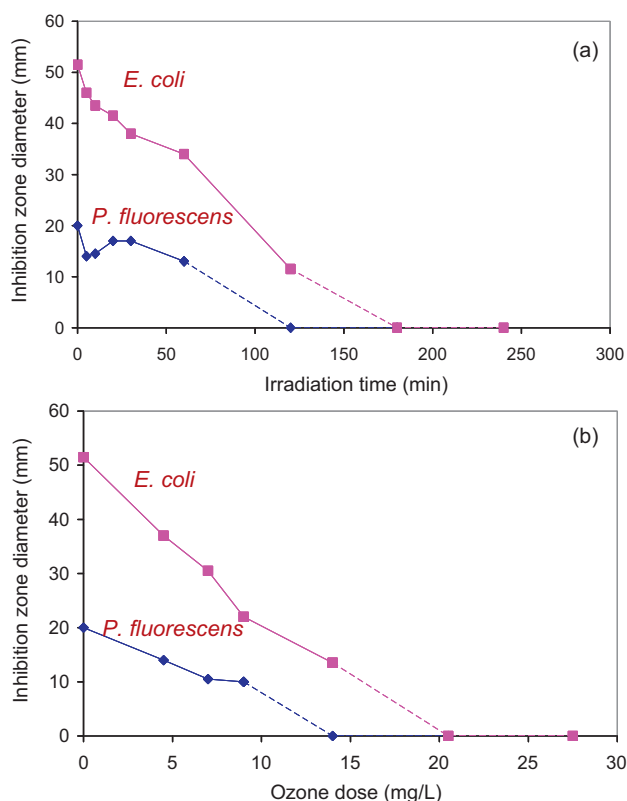 60
(a)
50
E. coli
40
30
P. fluorescens
20
10
0
Inhibition zone diameter (mm)
0 50 100 150 200 250 300
Irradiation time (min)
60
(b)
50
E. coli
40
30
20
P. fluorescens
10
0
Inhibition zone diameter (mm)
0 5 10 15 20 25 30
Ozone dose (mg/L)